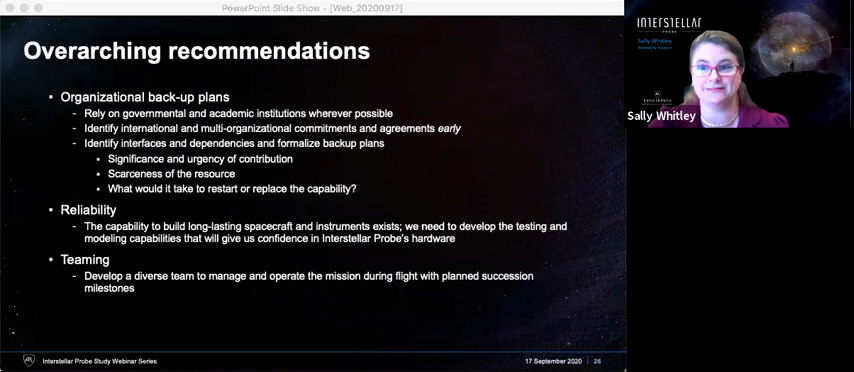 PowerPoint Slide Show - [Web_20200917]
Overarching recommendations
• Organizational back-up plans
- Rely on governmental and academic institutions wherever possible
- Identify international and multi-organizational commitments and agreements early
- Identify interfaces and dependencies and formalize backup plans
• Significance and urgency of contribution
• Scarceness of the resource
• What would it take to restart or replace the capability?
• Reliability
- The capability to build long-lasting spacecraft and instruments exists; we need to develop the testing and
modeling capabilities that will give us confidence in Interstellar Probe's hardware
• Teaming
- Develop a diverse team to manage and operate the mission during flight with planned succession
milestones
APL
Interstellar Probe Study Webinar Series
17 September 2020 | 26
INTERSTELLAR
PROBE
Sally Whitley
Reliability Analyst
JOHNS HOPKINS
Sally Whitley